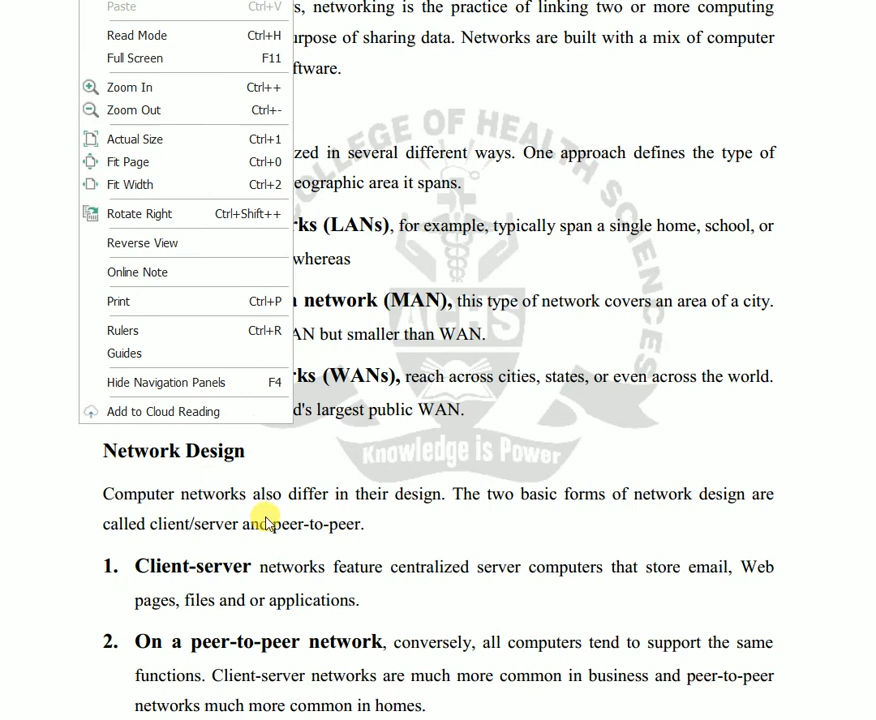 Paste Ctrl+V
Read Mode Ctrl+H
Full Screen F11
Zoom In Ctrl++
Zoom Out Ctrl+-
Actual Size Ctrl+1
Fit Page Ctrl+0
Fit Width Ctrl+2
Rotate Right Ctrl+Shift++
Reverse View
Online Note
Print Ctrl+P
Rulers Ctrl+R
Guides
Hide Navigation Panels F4
Add to Cloud Reading
s, networking is the practice of linking two or more computing
urpose of sharing data. Networks are built with a mix of computer
ftware.
zed in several different ways. One approach defines the type of
eographic area it spans.
rks (LANs), for example, typically span a single home, school, or
whereas
network (MAN), this type of network covers an area of a city.
AN but smaller than WAN.
rks (WANs), reach across cities, states, or even across the world.
d's largest public WAN.
Network Design
Computer networks also differ in their design. The two basic forms of network design are
called client/server and peer-to-peer.
1. Client-server networks feature centralized server computers that store email, Web
pages, files and or applications.
2. On a peer-to-peer network, conversely, all computers tend to support the same
functions. Client-server networks are much more common in business and peer-to-peer
networks much more common in homes.
COLLEGE OF HEALTH SCIENCES
ACHS
Knowledge is Power